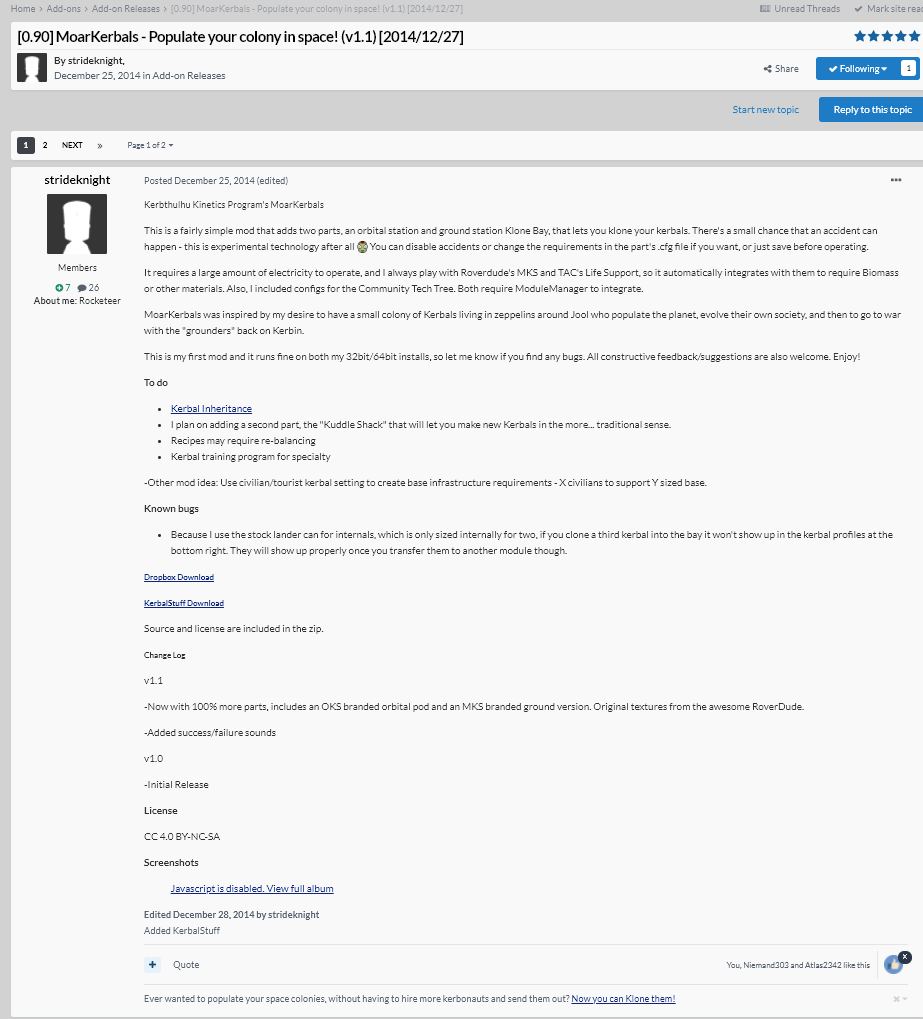 Home > Add-ons > Add-on Releases > [0.90] MoarKerbals - Populate your colony in space! (v1.1) [2014/12/27]
Unread Threads
Mark site rea
[0.90] MoarKerbals - Populate your colony in space! (v1.1) [2014/12/27]
By strideknight,
December 25, 2014 in Add-on Releases
Share
Following
1
Start new topic
Reply to this topic
1 2 NEXT » Page 1 of 2
strideknight
Members
7 26
About me: Rocketeer
Posted December 25, 2014 (edited)
Kerbthulhu Kinetics Program's MoarKerbals
This is a fairly simple mod that adds two parts, an orbital station and ground station Klone Bay, that lets you klone your kerbals. There's a small chance that an accident can
happen - this is experimental technology after all You can disable accidents or change the requirements in the part's .cfg file if you want, or just save before operating.
It requires a large amount of electricity to operate, and I always play with Roverdude's MKS and TAC's Life Support, so it automatically integrates with them to require Biomass
or other materials. Also, I included configs for the Community Tech Tree. Both require ModuleManager to integrate.
MoarKerbals was inspired by my desire to have a small colony of Kerbals living in zeppelins around Jool who populate the planet, evolve their own society, and then to go to war
with the "grounders" back on Kerbin.
This is my first mod and it runs fine on both my 32bit/64bit installs, so let me know if you find any bugs. All constructive feedback/suggestions are also welcome. Enjoy!
To do
• Kerbal Inheritance
• I plan on adding a second part, the "Kuddle Shack" that will let you make new Kerbals in the more... traditional sense.
• Recipes may require re-balancing
• Kerbal training program for specialty
-Other mod idea: Use civilian/tourist kerbal setting to create base infrastructure requirements - X civilians to support Y sized base.
Known bugs
• Because I use the stock lander can for internals, which is only sized internally for two, if you clone a third kerbal into the bay it won't show up in the kerbal profiles at the
bottom right. They will show up properly once you transfer them to another module though.
Dropbox Download
KerbalStuff Download
Source and license are included in the zip.
Change Log
v1.1
-Now with 100% more parts, includes an OKS branded orbital pod and an MKS branded ground version. Original textures from the awesome RoverDude.
-Added success/failure sounds
v1.0
-Initial Release
License
CC 4.0 BY-NC-SA
Screenshots
Javascript is disabled. View full album
Edited December 28, 2014 by strideknight
Added KerbalStuff
+ Quote
You, Niemand303 and Atlas2342 like this
Ever wanted to populate your space colonies, without having to hire more kerbonauts and send them out? Now you can Klone them!